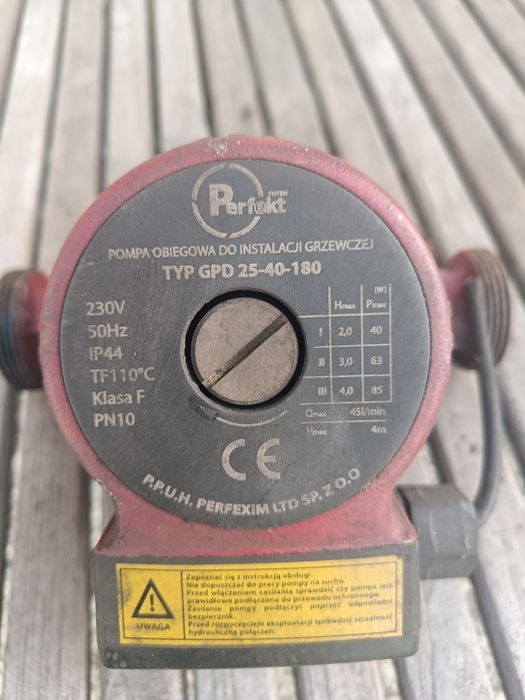 SYSTEM
Perfekt
POMPA OBIEGOWA DO INSTALACJI GRZEWCZEJ
TYP GPD 25-40-180
230V
50Hz
IP44
TF110°C
Klasa F
PN10
[W]
Hmax Pmax
I 2,0 40
II 3,0 63
III 4,0 85
Qmax 45l/min
Hmax 4m
CE
P.P.U.H. PERFEXIM LTD SP. Z O.O
UWAGA
Zapoznać się z instrukcją obsługi.
Nie dopuszczać do pracy pompy na sucho.
Przed włączeniem zasilania sprawdzić czy pompa jest
prawidłowo podłączona do przewodu ochronnego.
Zasilanie pompy podłączyć poprzez odpowiedni
bezpiecznik.
Przed rozpoczęciem eksploatacji sprawdzić szczelność
hydrauliczną połączeń.